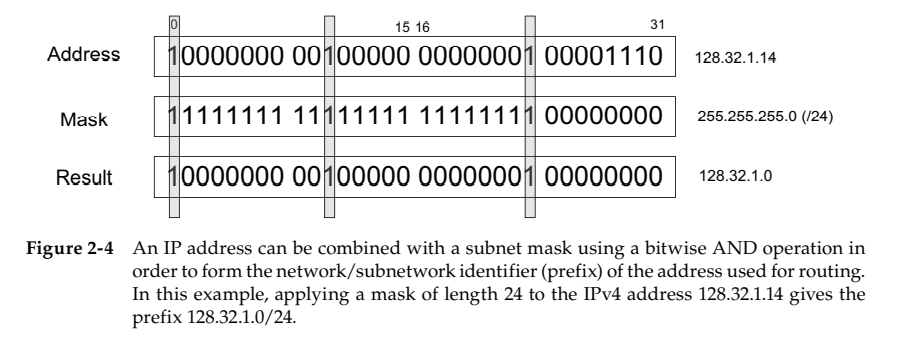 0 15 16 31
Address 10000000 00100000 00000001 00001110 128.32.1.14
Mask 11111111 11111111 11111111 00000000 255.255.255.0 (/24)
Result 10000000 00100000 00000001 00000000 128.32.1.0
Figure 2-4 An IP address can be combined with a subnet mask using a bitwise AND operation in
order to form the network/subnetwork identifier (prefix) of the address used for routing.
In this example, applying a mask of length 24 to the IPv4 address 128.32.1.14 gives the
prefix 128.32.1.0/24.